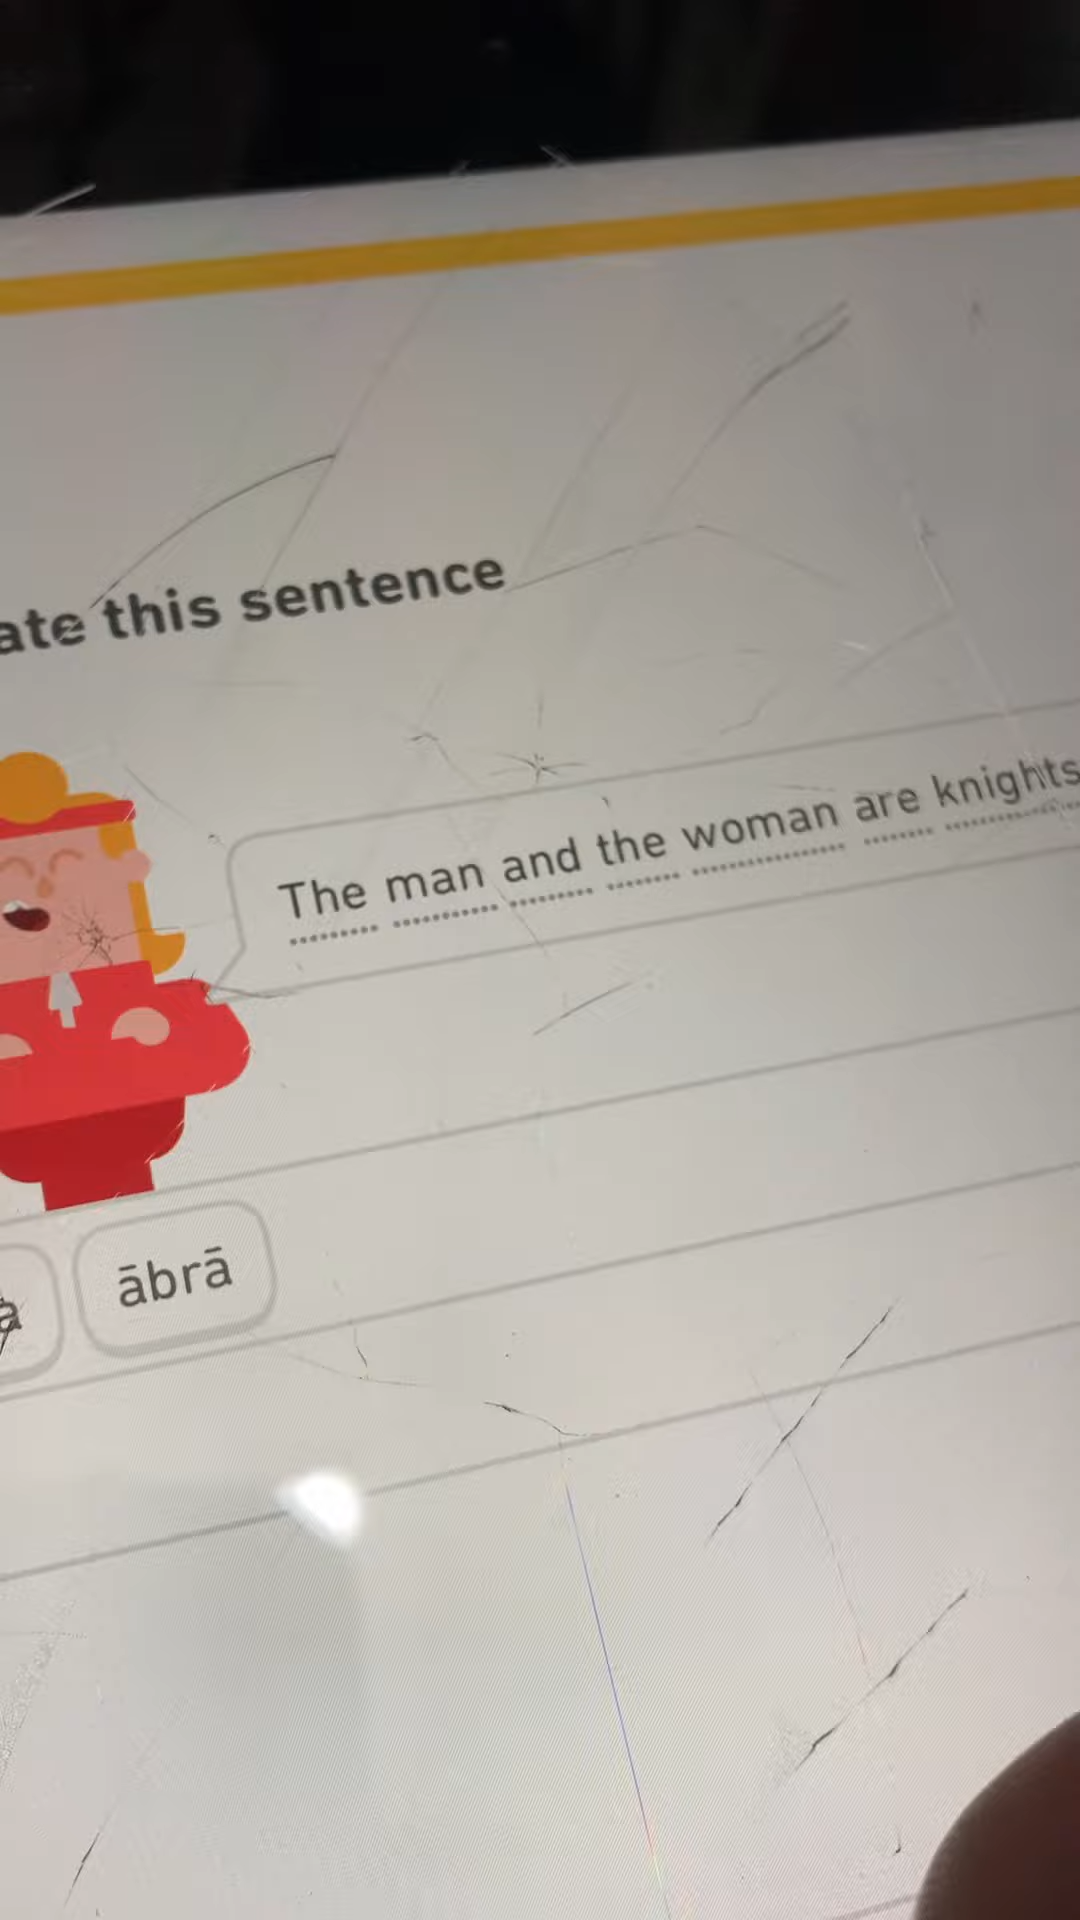 ate this sentence
The man and the woman are knights
a
ābrā